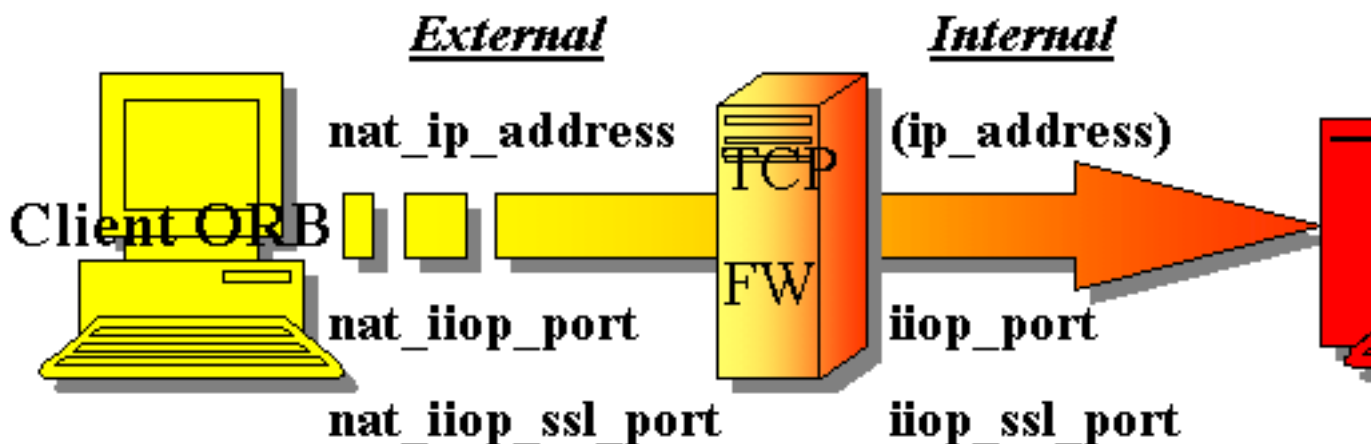 External Internal
nat_ip_address (ip_address)
TCP
Client ORB
FW
nat_iiop_port iiop_port
nat_iiop_ssl_port iiop_ssl_port